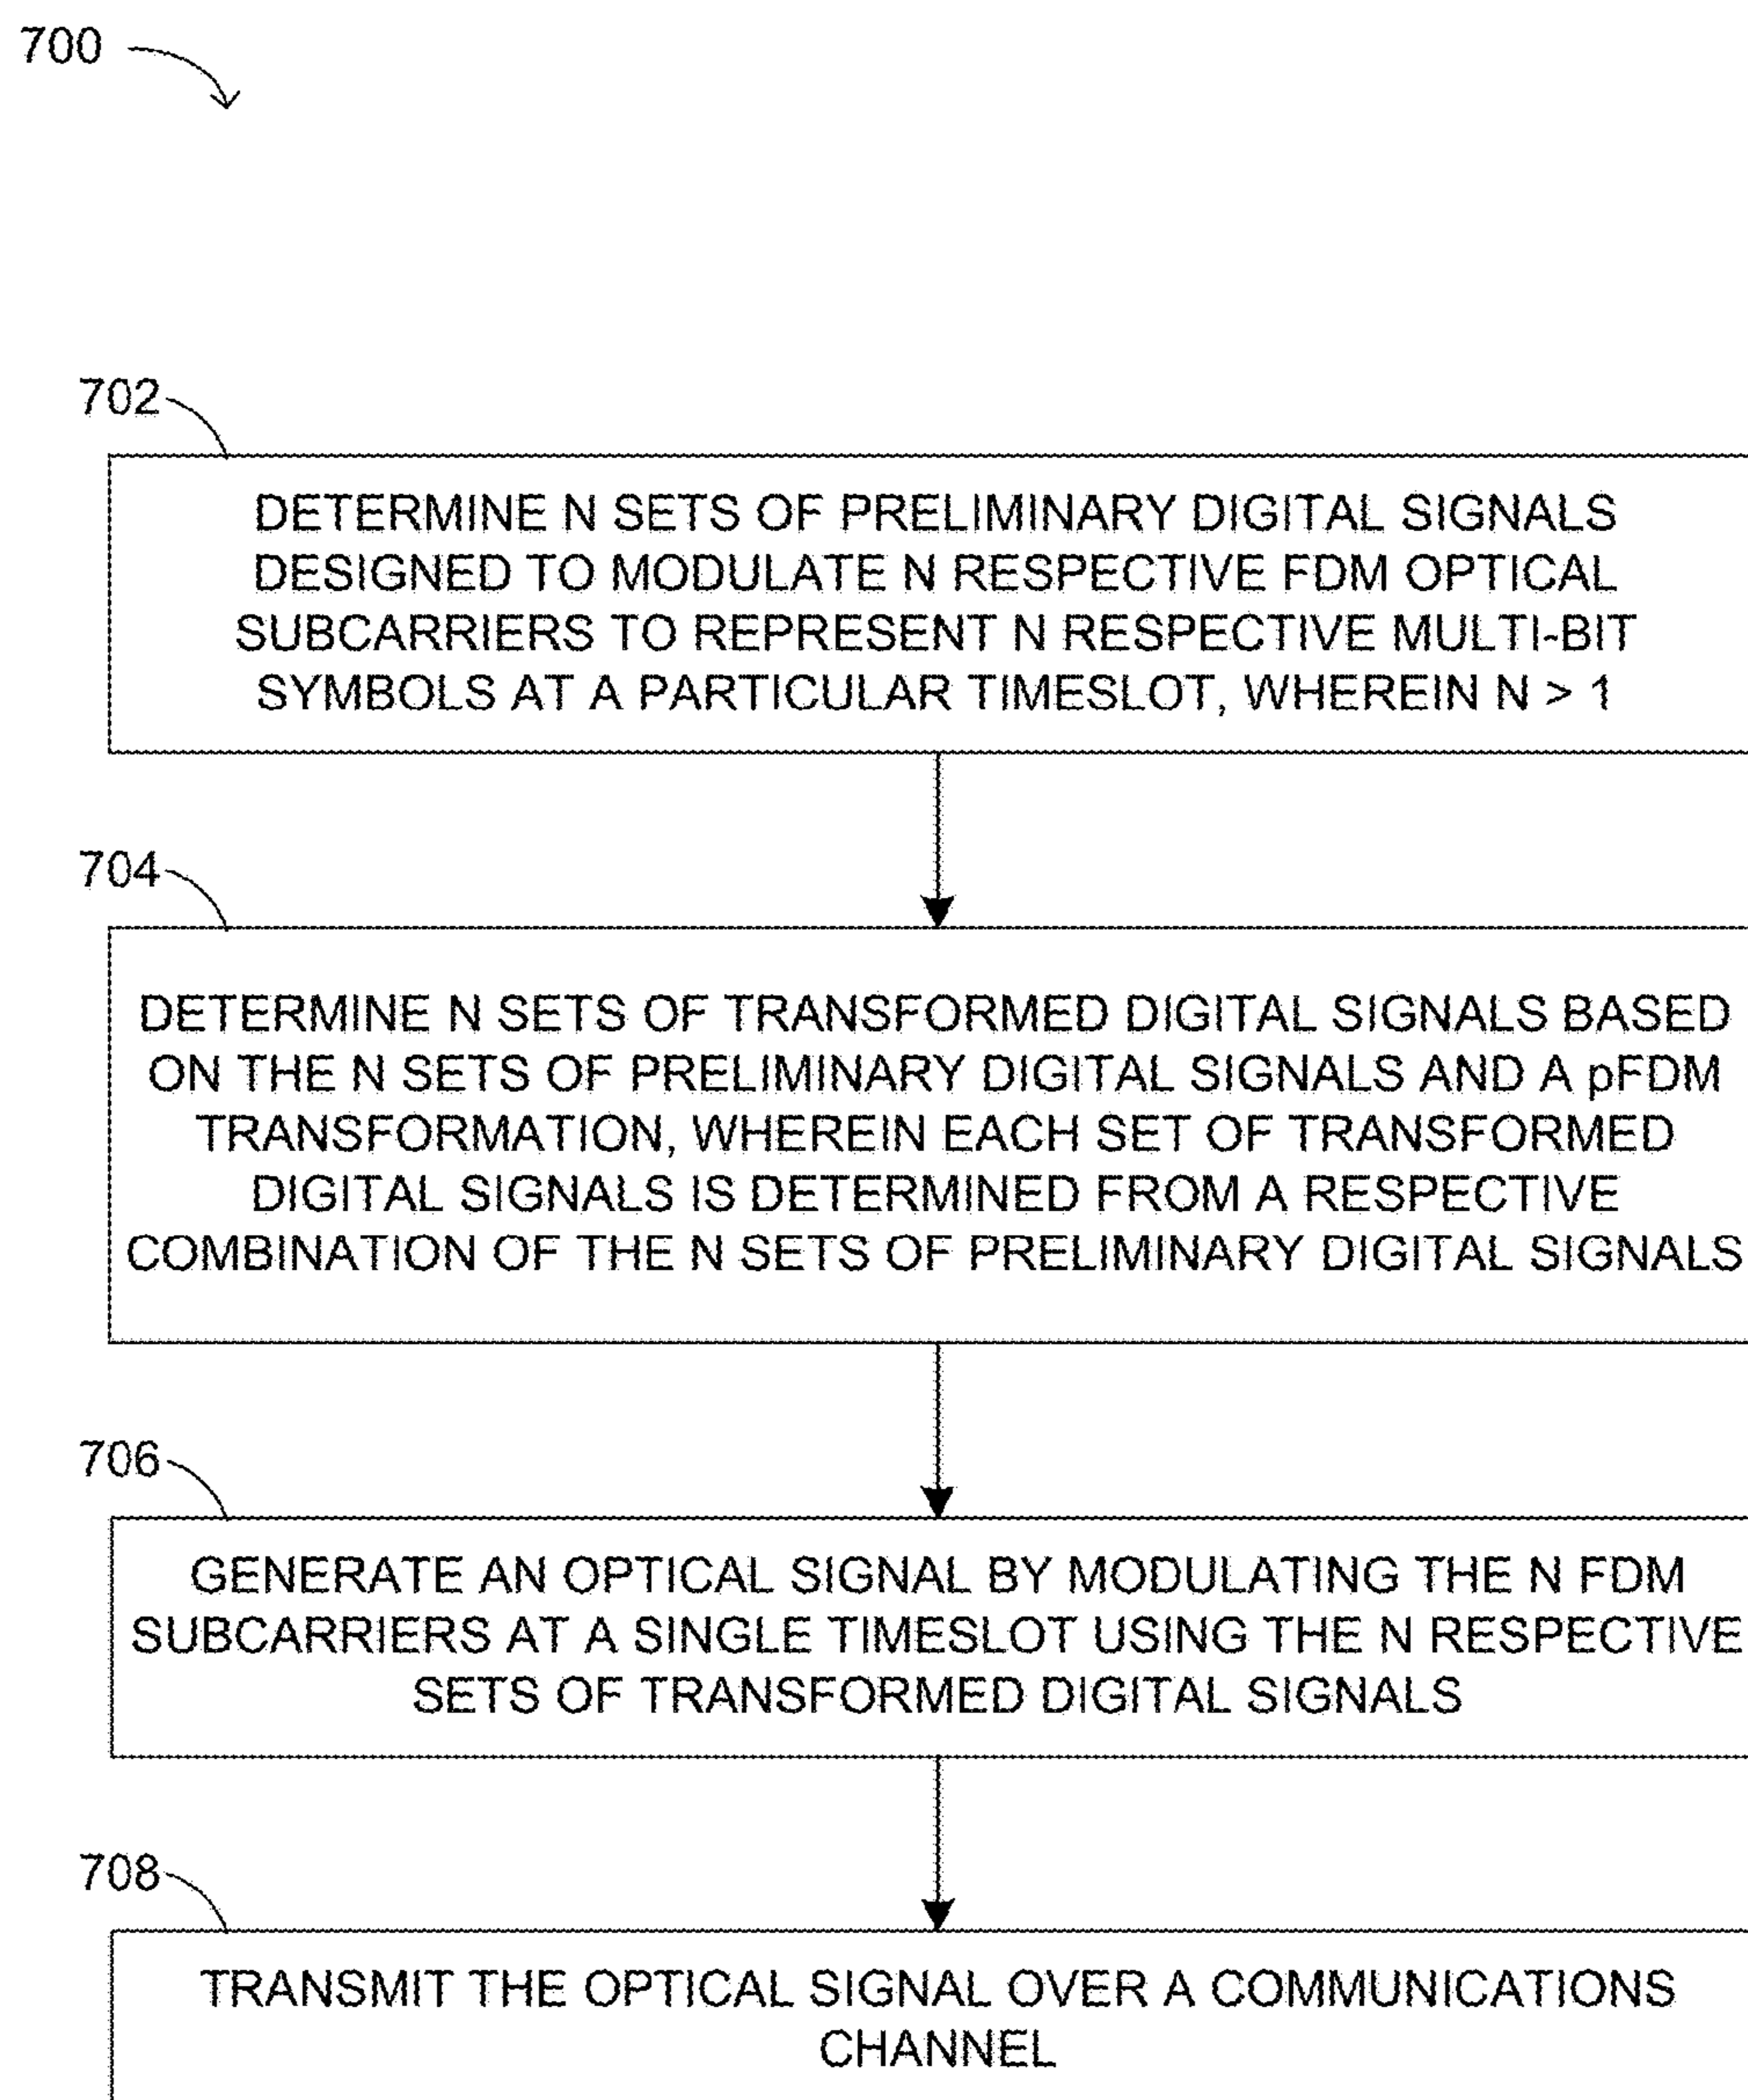 700
702
DETERMINE N SETS OF PRELIMINARY DIGITAL SIGNALS
DESIGNED TO MODULATE N RESPECTIVE FDM OPTICAL
SUBCARRIERS TO REPRESENT N RESPECTIVE MULTI-BIT
SYMBOLS AT A PARTICULAR TIMESLOT, WHEREIN N > 1
704
DETERMINE N SETS OF TRANSFORMED DIGITAL SIGNALS BASED
ON THE N SETS OF PRELIMINARY DIGITAL SIGNALS AND A pFDM
TRANSFORMATION, WHEREIN EACH SET OF TRANSFORMED
DIGITAL SIGNALS IS DETERMINED FROM A RESPECTIVE
COMBINATION OF THE N SETS OF PRELIMINARY DIGITAL SIGNALS
706
GENERATE AN OPTICAL SIGNAL BY MODULATING THE N FDM
SUBCARRIERS AT A SINGLE TIMESLOT USING THE N RESPECTIVE
SETS OF TRANSFORMED DIGITAL SIGNALS
708
TRANSMIT THE OPTICAL SIGNAL OVER A COMMUNICATIONS
CHANNEL